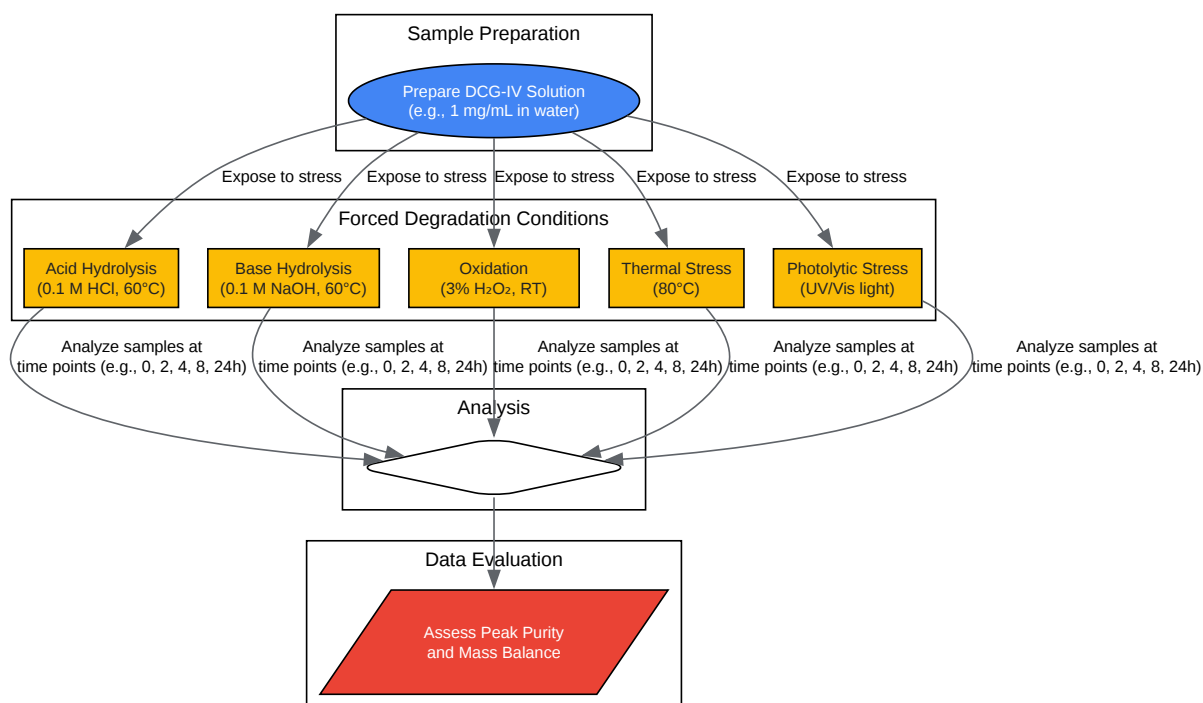 Sample Preparation
Prepare DCG-IV Solution
(e.g., 1 mg/mL in water)
Expose to stress
Expose to stress
Expose to stress
Expose to stress
Expose to stress
Forced Degradation Conditions
Acid Hydrolysis
(0.1 M HCl, 60°C)
Base Hydrolysis
(0.1 M NaOH, 60°C)
Oxidation
(3% H₂O₂, RT)
Thermal Stress
(80°C)
Photolytic Stress
(UV/Vis light)
Analyze samples at
time points (e.g., 0, 2, 4, 8, 24h)
Analyze samples at
time points (e.g., 0, 2, 4, 8, 24h)
Analyze samples at
time points (e.g., 0, 2, 4, 8, 24h)
Analyze samples at
time points (e.g., 0, 2, 4, 8, 24h)
Analyze samples at
time points (e.g., 0, 2, 4, 8, 24h)
Analysis
Data Evaluation
Assess Peak Purity
and Mass Balance